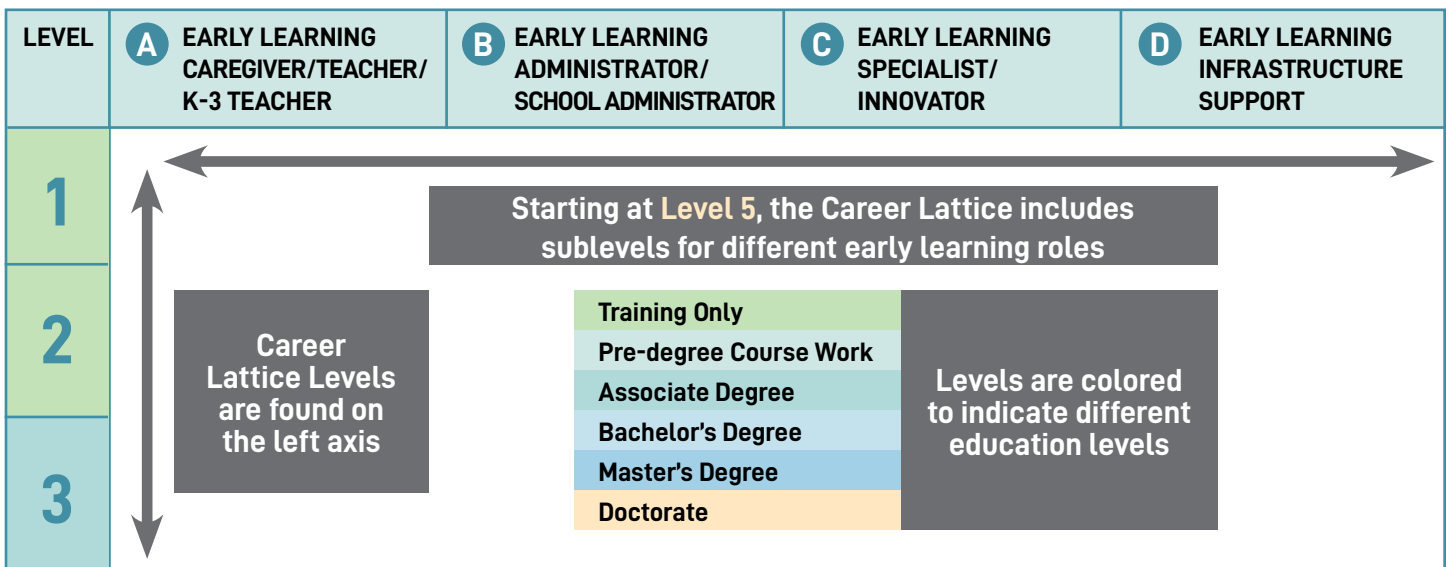 LEVEL
A
EARLY LEARNING
CAREGIVER/TEACHER/
K-3 TEACHER
B
EARLY LEARNING
ADMINISTRATOR/
SCHOOL ADMINISTRATOR
C
EARLY LEARNING
SPECIALIST/
INNOVATOR
D
EARLY LEARNING
INFRASTRUCTURE
SUPPORT
1
Starting at Level 5, the Career Lattice includes
sublevels for different early learning roles
2
Career
Lattice Levels
are found on
the left axis
Training Only
Pre-degree Course Work
Associate Degree
Bachelor's Degree
Master's Degree
Doctorate
Levels are colored
to indicate different
education levels
3